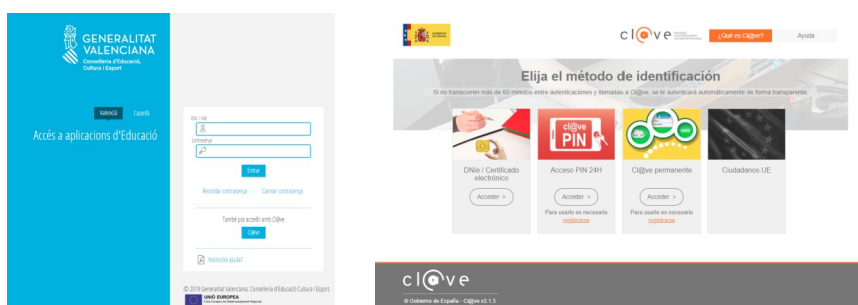 GENERALITAT
VALENCIANA
Conselleria d'Educació,
Cultura i Esport
Valencià Castellà
Accés a aplicacions d'Educació
Dni / nid
Contrasenya
Entrar
Recordar contrasenya Canviar contrasenya
També pot accedir amb Cl@ve
Cl@ve
Necessita ajuda?
© 2019 Generalitat Valenciana. Conselleria d'Educació Cultura i Esport.
UNIÓ EUROPEA
cl@ve
¿Qué es Cl@ve?
Ayuda
Elija el método de identificación
Si no transcurren más de 60 minutos entre autenticaciones y llamadas a Cl@ve, se le autenticará automáticamente de forma transparente.
cl@ve
PIN
DNIe / Certificado
electrónico
Acceder >
Acceso PIN 24H
Acceder >
Para usarlo es necesario
registrarse
Cl@ve permanente
Acceder >
Para usarlo es necesario
registrarse
Ciudadanos UE
cl@ve
© Gobierno de España - Cl@ve v2.1.3